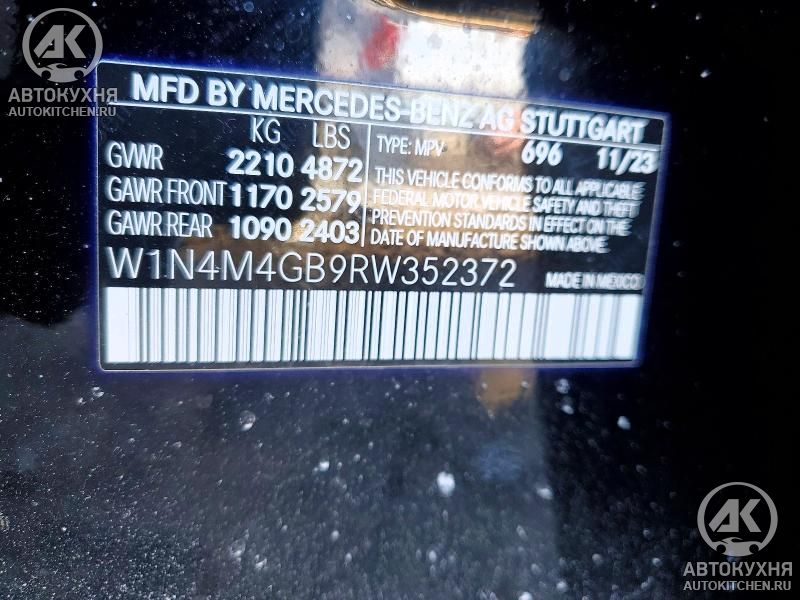 АК
АВТОКУХНЯ
AUTOKITCHEN.RU
MFD BY MERCEDES-BENZ AG STUTTGART
KG LBS
GVWR 2210 4872
GAWR FRONT 1170 2579
GAWR REAR 1090 2403
TYPE: MPV 696 11/23
THIS VEHICLE CONFORMS TO ALL APPLICABLE
FEDERAL MOTOR VEHICLE SAFETY AND THEFT
PREVENTION STANDARDS IN EFFECT ON THE
DATE OF MANUFACTURE SHOWN ABOVE.
W1N4M4GB9RW352372
MADE IN MEXICO
АК
АВТОКУХНЯ
AUTOKITCHEN.RU